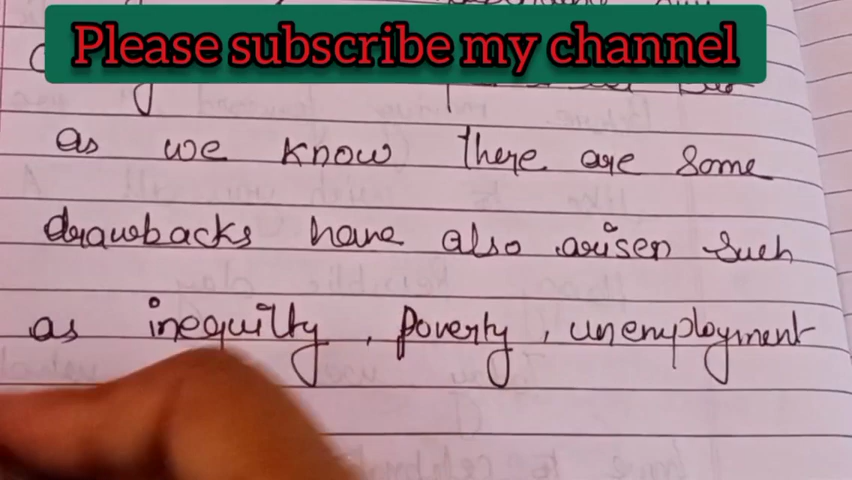 Please subscribe my channel
as we know there are some
drawbacks have also arisen such
as inequilty, poverty, unemployment